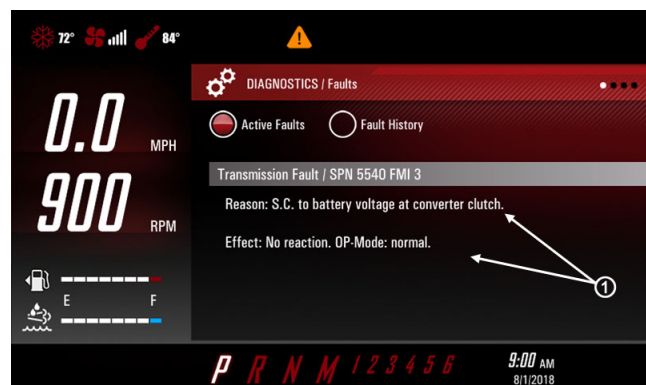 72° 84°
DIAGNOSTICS / Faults
Active Faults Fault History
0.0 MPH
Transmission Fault / SPN 5540 FMI 3
Reason: S.C. to battery voltage at converter clutch.
900 RPM
Effect: No reaction. OP-Mode: normal.
1
E F
P R N M 1 2 3 4 5 6
9:00 AM
8/1/2018